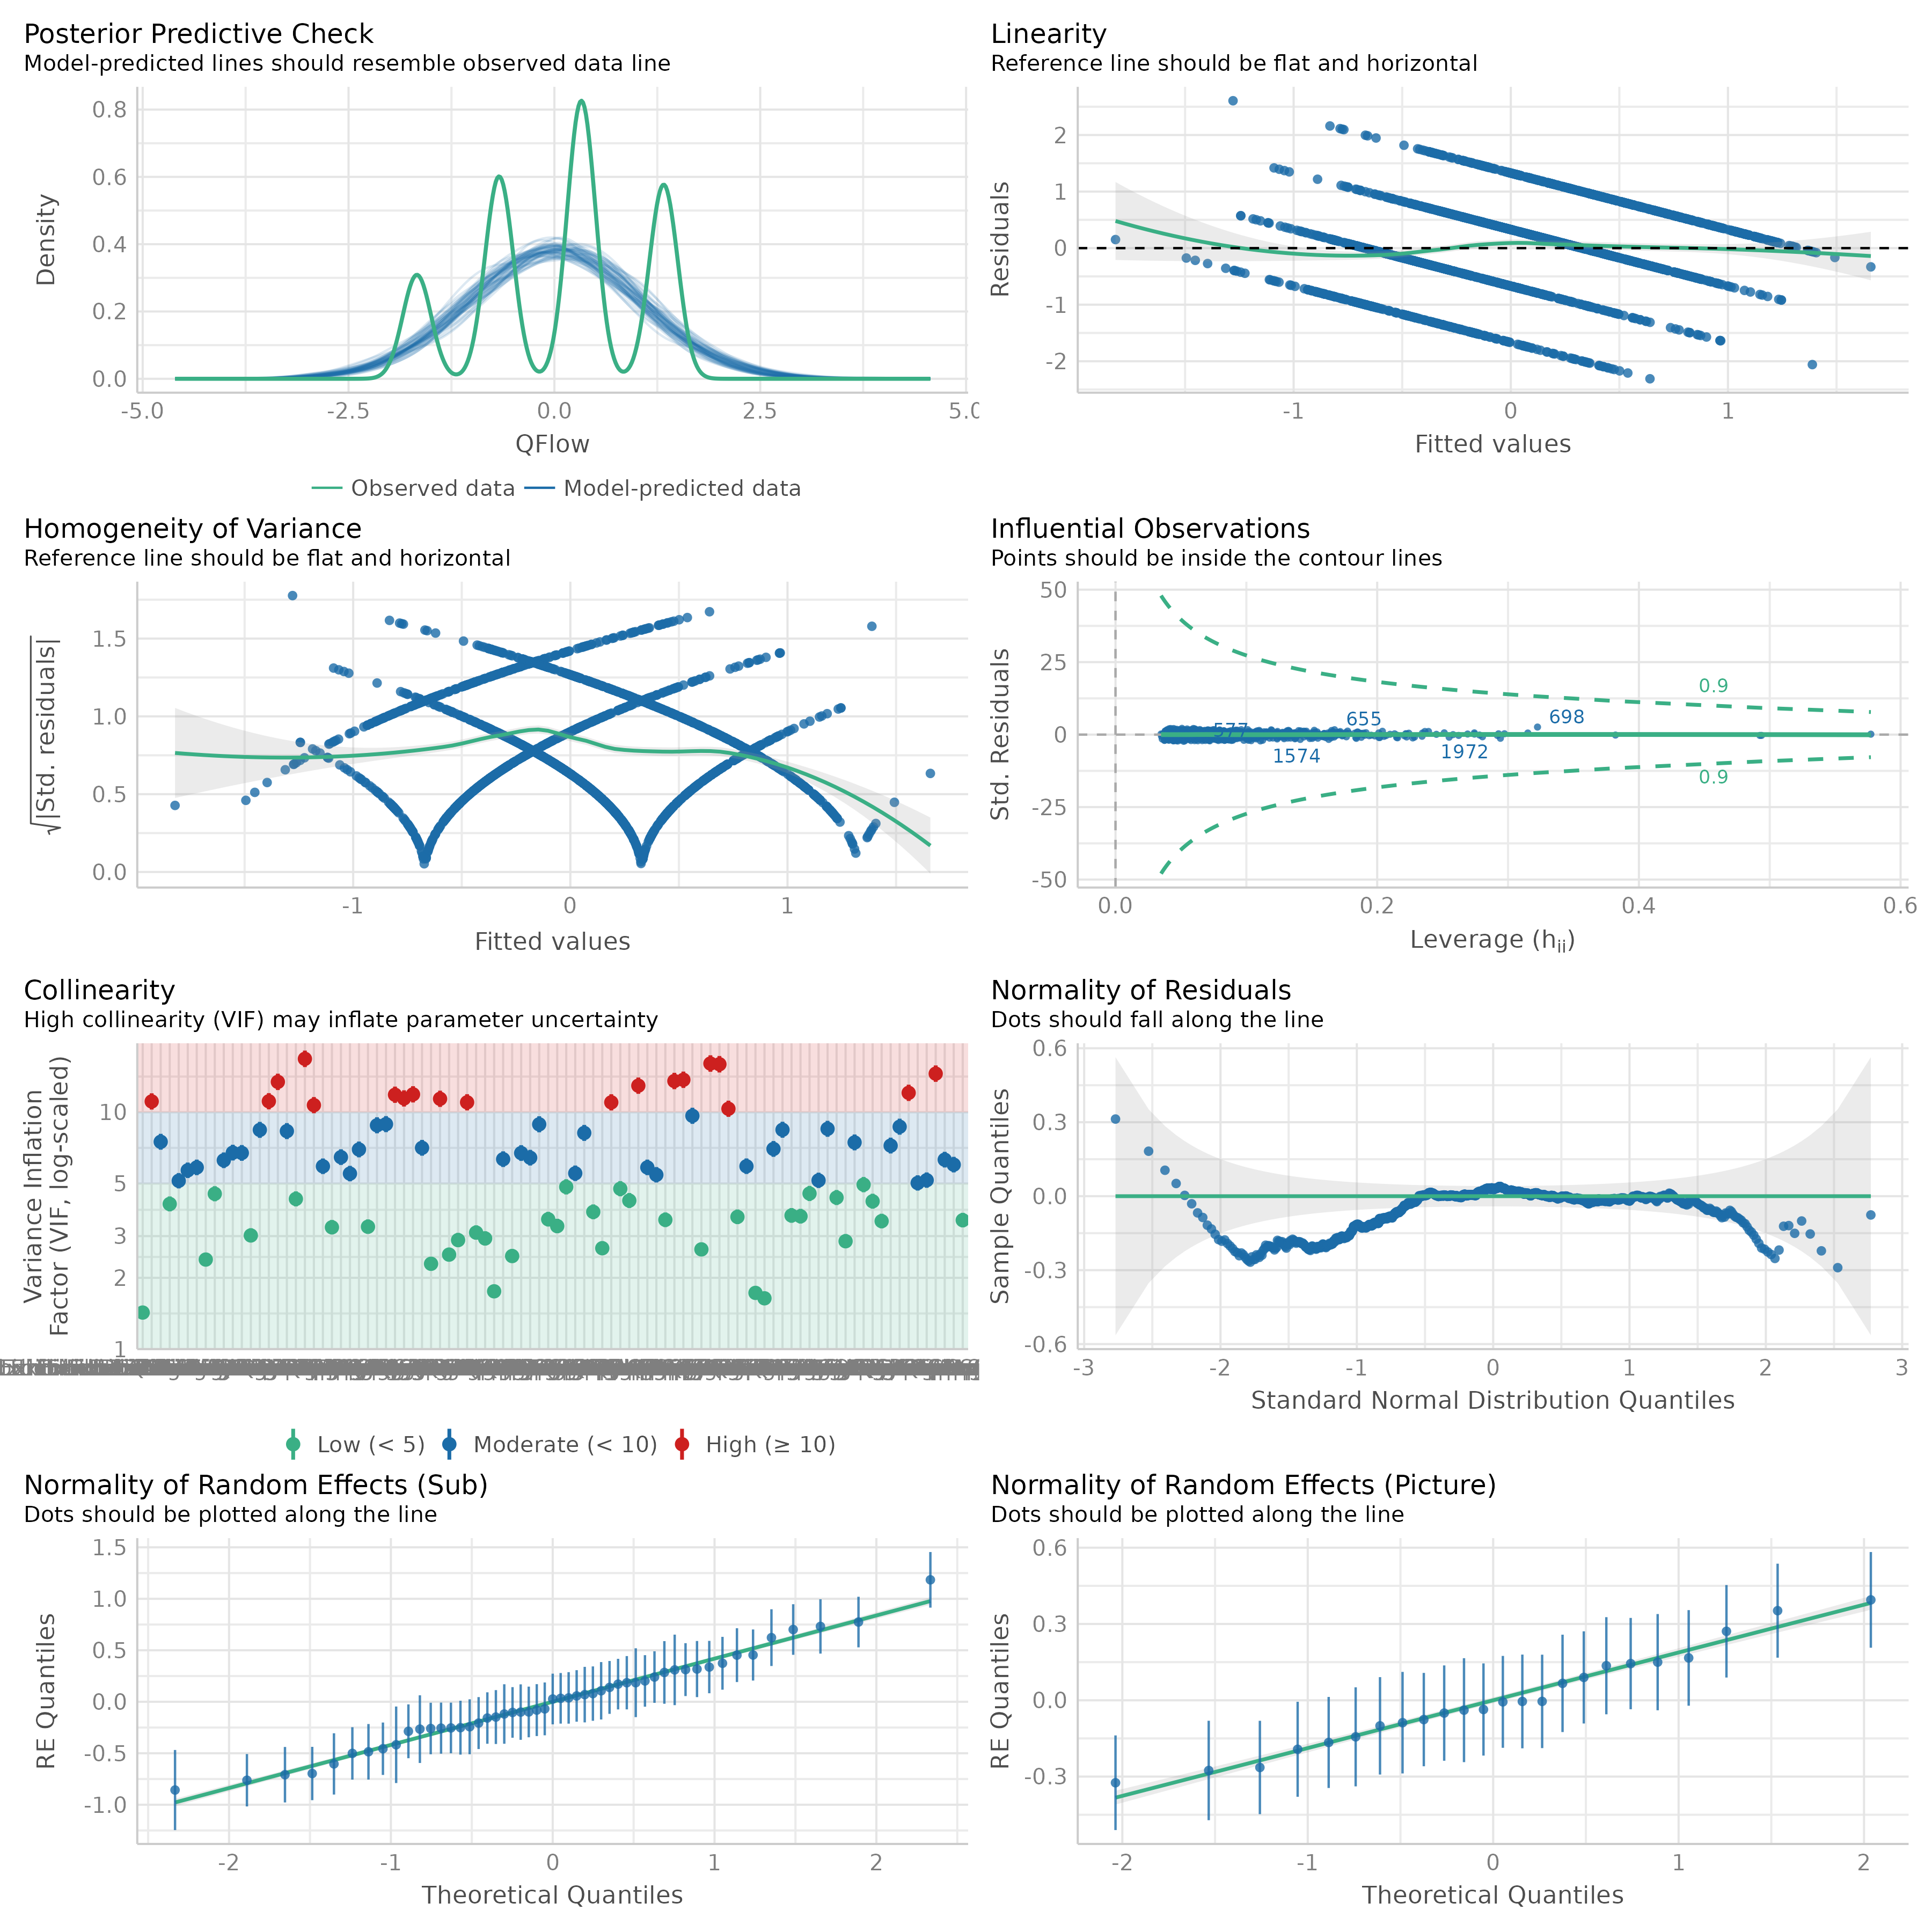 Posterior Predictive Check
Model-predicted lines should resemble observed data line
0.8
0.6
0.4
0.2
0.0
Density
-5.0 -2.5 0.0 2.5 5.0
QFlow
Observed data Model-predicted data
Linearity
Reference line should be flat and horizontal
2
1
0
-1
-2
Residuals
-1 0 1
Fitted values
Homogeneity of Variance
Reference line should be flat and horizontal
1.5
1.0
0.5
0.0
√|Std. residuals|
-1 0 1
Fitted values
Influential Observations
Points should be inside the contour lines
50
25
0
-25
-50
Std. Residuals
0.9
577 655 698
1574 1972
0.9
0.0 0.2 0.4 0.6
Leverage (hii)
Collinearity
High collinearity (VIF) may inflate parameter uncertainty
10
5
3
2
1
Variance Inflation
Factor (VIF, log-scaled)
Low (< 5) Moderate (< 10) High (≥ 10)
Normality of Residuals
Dots should fall along the line
0.6
0.3
0.0
-0.3
-0.6
Sample Quantiles
-3 -2 -1 0 1 2 3
Standard Normal Distribution Quantiles
Normality of Random Effects (Sub)
Dots should be plotted along the line
1.5
1.0
0.5
0.0
-0.5
-1.0
RE Quantiles
-2 -1 0 1 2
Theoretical Quantiles
Normality of Random Effects (Picture)
Dots should be plotted along the line
0.6
0.3
0.0
-0.3
RE Quantiles
-2 -1 0 1 2
Theoretical Quantiles